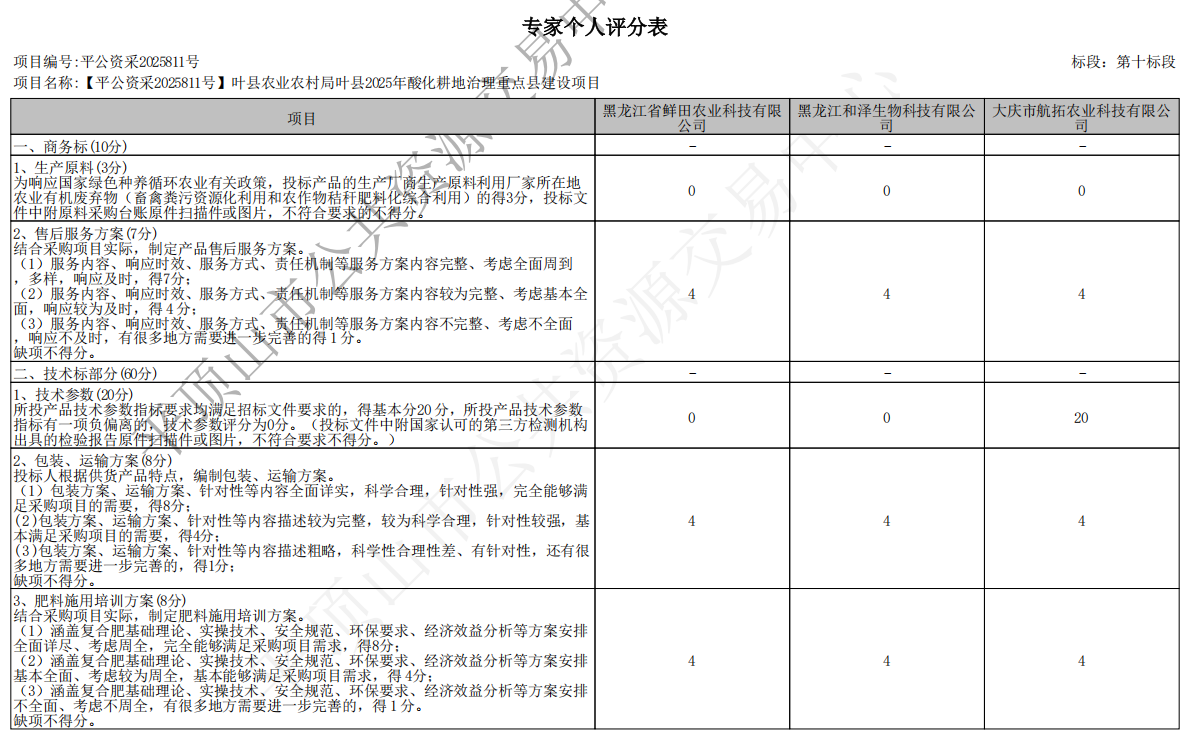 专家个人评分表
项目编号:平公资采2025811号
标段：第十标段
项目名称:【平公资采2025811号】叶县农业农村局叶县2025年酸化耕地治理重点县建设项目
项目
黑龙江省鲜田农业科技有限公司
黑龙江和泽生物科技有限公司
大庆市航拓农业科技有限公司
一、商务标(10分)
-
-
-
1、生产原料(3分)
为响应国家绿色种养循环农业有关政策，投标产品的生产厂商生产原料利用厂家所在地
农业有机废弃物（畜禽粪污资源化利用和农作物秸秆肥料化综合利用）的得3分，投标文
件中附原料采购台账原件扫描件或图片，不符合要求的不得分。
0
0
0
2、售后服务方案(7分)
结合采购项目实际，制定产品售后服务方案。
（1）服务内容、响应时效、服务方式、责任机制等服务方案内容完整、考虑全面周到
，多样，响应及时，得7分；
（2）服务内容、响应时效、服务方式、责任机制等服务方案内容较为完整、考虑基本全
面，响应较为及时，得 4 分；
（3）服务内容、响应时效、服务方式、责任机制等服务方案内容不完整、考虑不全面
，响应不及时，有很多地方需要进一步完善的得 1 分。
缺项不得分。
4
4
4
二、技术标部分(60分)
-
-
-
1、技术参数(20分)
所投产品技术参数指标要求均满足招标文件要求的，得基本分20 分，所投产品技术参数
指标有一项负偏离的，技术参数评分为0分。（投标文件中附国家认可的第三方检测机构
出具的检验报告原件扫描件或图片，不符合要求不得分。）
0
0
20
2、包装、运输方案(8分)
投标人根据供货产品特点，编制包装、运输方案。
（1）包装方案、运输方案、针对性等内容全面详实，科学合理，针对性强，完全能够满
足采购项目的需要，得8分；
(2)包装方案、运输方案、针对性等内容描述较为完整，较为科学合理，针对性较强，基
本满足采购项目的需要，得4分；
(3)包装方案、运输方案、针对性等内容描述粗略，科学性合理性差、有针对性，还有很
多地方需要进一步完善的，得1分；
缺项不得分。
4
4
4
3、肥料施用培训方案(8分)
结合采购项目实际，制定肥料施用培训方案。
（1）涵盖复合肥基础理论、实操技术、安全规范、环保要求、经济效益分析等方案安排
全面详尽、考虑周全，完全能够满足采购项目需求，得8分；
（2）涵盖复合肥基础理论、实操技术、安全规范、环保要求、经济效益分析等方案安排
基本全面、考虑较为周全，基本能够满足采购项目需求，得 4分；
（3）涵盖复合肥基础理论、实操技术、安全规范、环保要求、经济效益分析等方案安排
不全面、考虑不周全，有很多地方需要进一步完善的，得 1 分。
缺项不得分。
4
4
4
平顶山市公共资源交易中
顶山市公共资源交易中心